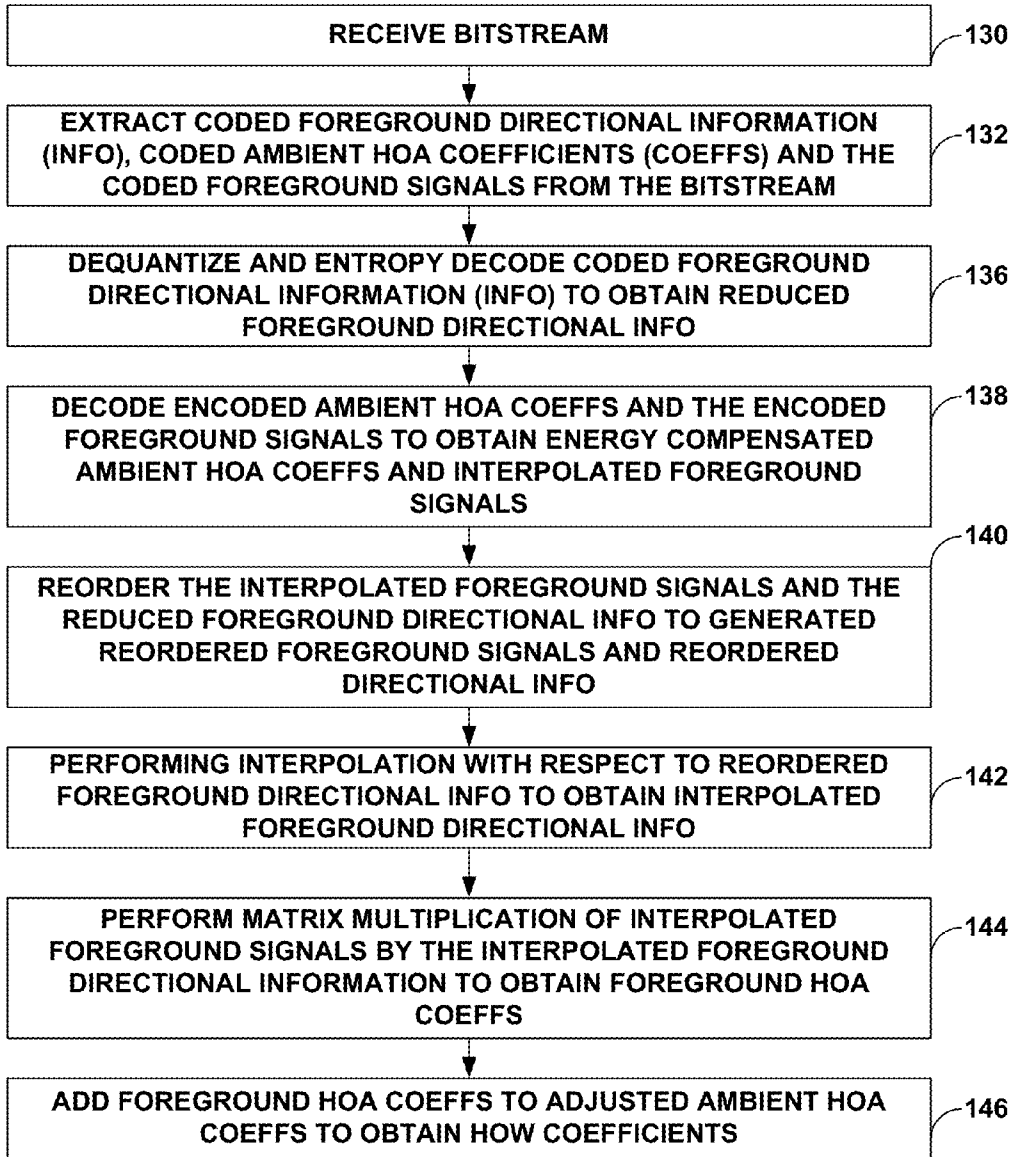 RECEIVE BITSTREAM
130
EXTRACT CODED FOREGROUND DIRECTIONAL INFORMATION
(INFO), CODED AMBIENT HOA COEFFICIENTS (COEFFS) AND THE
CODED FOREGROUND SIGNALS FROM THE BITSTREAM
132
DEQUANTIZE AND ENTROPY DECODE CODED FOREGROUND
DIRECTIONAL INFORMATION (INFO) TO OBTAIN REDUCED
FOREGROUND DIRECTIONAL INFO
136
DECODE ENCODED AMBIENT HOA COEFFS AND THE ENCODED
FOREGROUND SIGNALS TO OBTAIN ENERGY COMPENSATED
AMBIENT HOA COEFFS AND INTERPOLATED FOREGROUND
SIGNALS
138
REORDER THE INTERPOLATED FOREGROUND SIGNALS AND THE
REDUCED FOREGROUND DIRECTIONAL INFO TO GENERATED
REORDERED FOREGROUND SIGNALS AND REORDERED
DIRECTIONAL INFO
140
PERFORMING INTERPOLATION WITH RESPECT TO REORDERED
FOREGROUND DIRECTIONAL INFO TO OBTAIN INTERPOLATED
FOREGROUND DIRECTIONAL INFO
142
PERFORM MATRIX MULTIPLICATION OF INTERPOLATED
FOREGROUND SIGNALS BY THE INTERPOLATED FOREGROUND
DIRECTIONAL INFORMATION TO OBTAIN FOREGROUND HOA
COEFFS
144
ADD FOREGROUND HOA COEFFS TO ADJUSTED AMBIENT HOA
COEFFS TO OBTAIN HOW COEFFICIENTS
146